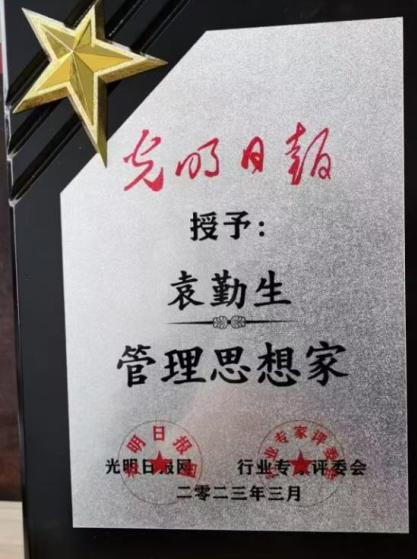 光明日报
授予：
袁勤生
管理思想家
光明日报网 行业专家评委会
二零二三年三月